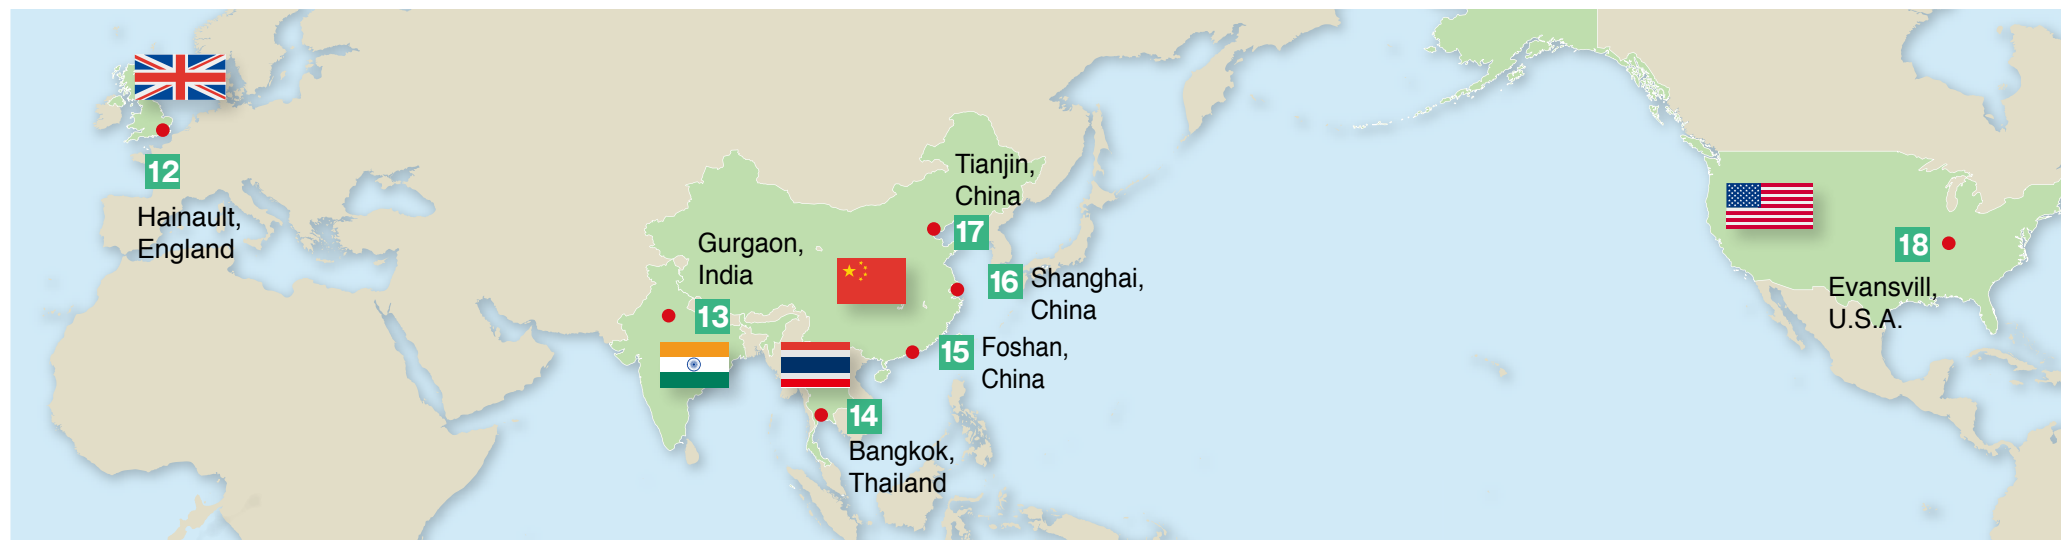 12
Hainault,
England
Gurgaon,
India
13
14
Bangkok,
Thailand
15
Foshan,
China
16
Shanghai,
China
Tianjin,
China
17
18
Evansvill,
U.S.A.